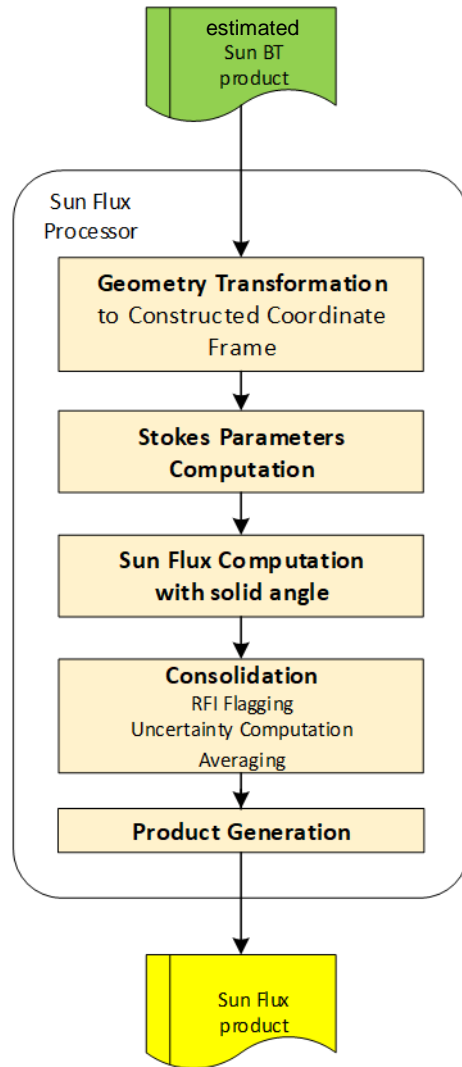 estimated
Sun BT
product
Sun Flux
Processor
Geometry Transformation
to Constructed Coordinate
Frame
Stokes Parameters
Computation
Sun Flux Computation
with solid angle
Consolidation
RFI Flagging
Uncertainty Computation
Averaging
Product Generation
Sun Flux
product